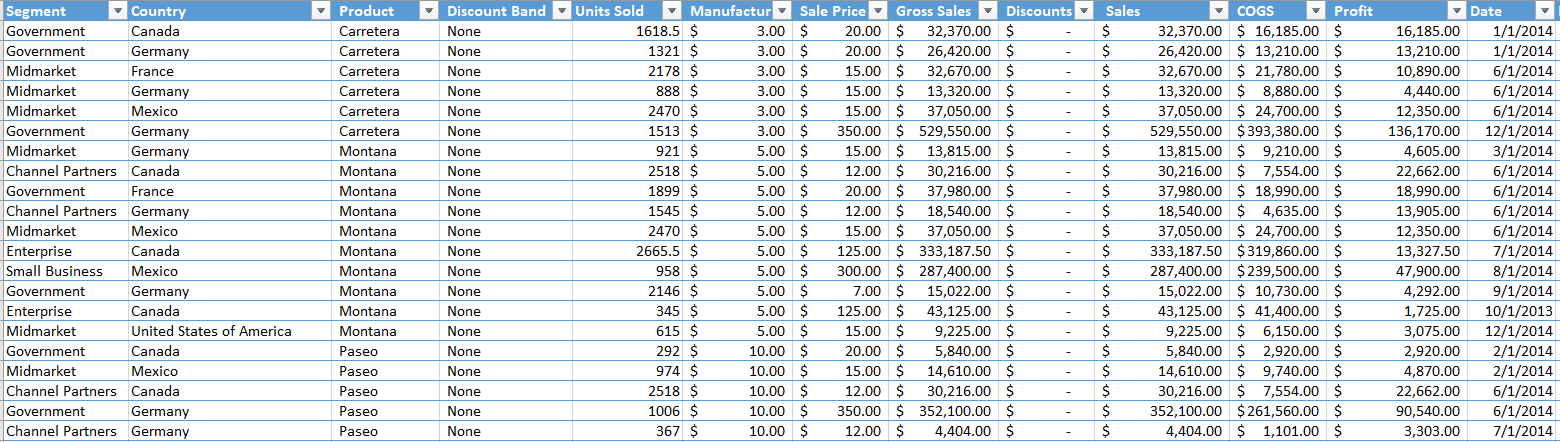 Segment Country Product Discount Band Units Sold Manufactur Sale Price Gross Sales Discounts Sales COGS Profit Date
Government Canada Carretera None 1618.5 $ 3.00 $ 20.00 $ 32,370.00 $ - $ 32,370.00 $ 16,185.00 $ 16,185.00 1/1/2014
Government Germany Carretera None 1321 $ 3.00 $ 20.00 $ 26,420.00 $ - $ 26,420.00 $ 13,210.00 $ 13,210.00 1/1/2014
Midmarket France Carretera None 2178 $ 3.00 $ 15.00 $ 32,670.00 $ - $ 32,670.00 $ 21,780.00 $ 10,890.00 6/1/2014
Midmarket Germany Carretera None 888 $ 3.00 $ 15.00 $ 13,320.00 $ - $ 13,320.00 $ 8,880.00 $ 4,440.00 6/1/2014
Midmarket Mexico Carretera None 2470 $ 3.00 $ 15.00 $ 37,050.00 $ - $ 37,050.00 $ 24,700.00 $ 12,350.00 6/1/2014
Government Germany Carretera None 1513 $ 3.00 $ 350.00 $ 529,550.00 $ - $ 529,550.00 $393,380.00 $ 136,170.00 12/1/2014
Midmarket Germany Montana None 921 $ 5.00 $ 15.00 $ 13,815.00 $ - $ 13,815.00 $ 9,210.00 $ 4,605.00 3/1/2014
Channel Partners Canada Montana None 2518 $ 5.00 $ 12.00 $ 30,216.00 $ - $ 30,216.00 $ 7,554.00 $ 22,662.00 6/1/2014
Government France Montana None 1899 $ 5.00 $ 20.00 $ 37,980.00 $ - $ 37,980.00 $ 18,990.00 $ 18,990.00 6/1/2014
Channel Partners Germany Montana None 1545 $ 5.00 $ 12.00 $ 18,540.00 $ - $ 18,540.00 $ 4,635.00 $ 13,905.00 6/1/2014
Midmarket Mexico Montana None 2470 $ 5.00 $ 15.00 $ 37,050.00 $ - $ 37,050.00 $ 24,700.00 $ 12,350.00 6/1/2014
Enterprise Canada Montana None 2665.5 $ 5.00 $ 125.00 $ 333,187.50 $ - $ 333,187.50 $319,860.00 $ 13,327.50 7/1/2014
Small Business Mexico Montana None 958 $ 5.00 $ 300.00 $ 287,400.00 $ - $ 287,400.00 $239,500.00 $ 47,900.00 8/1/2014
Government Germany Montana None 2146 $ 5.00 $ 7.00 $ 15,022.00 $ - $ 15,022.00 $ 10,730.00 $ 4,292.00 9/1/2014
Enterprise Canada Montana None 345 $ 5.00 $ 125.00 $ 43,125.00 $ - $ 43,125.00 $ 41,400.00 $ 1,725.00 10/1/2013
Midmarket United States of America Montana None 615 $ 5.00 $ 15.00 $ 9,225.00 $ - $ 9,225.00 $ 6,150.00 $ 3,075.00 12/1/2014
Government Canada Paseo None 292 $ 10.00 $ 20.00 $ 5,840.00 $ - $ 5,840.00 $ 2,920.00 $ 2,920.00 2/1/2014
Midmarket Mexico Paseo None 974 $ 10.00 $ 15.00 $ 14,610.00 $ - $ 14,610.00 $ 9,740.00 $ 4,870.00 2/1/2014
Channel Partners Canada Paseo None 2518 $ 10.00 $ 12.00 $ 30,216.00 $ - $ 30,216.00 $ 7,554.00 $ 22,662.00 6/1/2014
Government Germany Paseo None 1006 $ 10.00 $ 350.00 $ 352,100.00 $ - $ 352,100.00 $261,560.00 $ 90,540.00 6/1/2014
Channel Partners Germany Paseo None 367 $ 10.00 $ 12.00 $ 4,404.00 $ - $ 4,404.00 $ 1,101.00 $ 3,303.00 7/1/2014